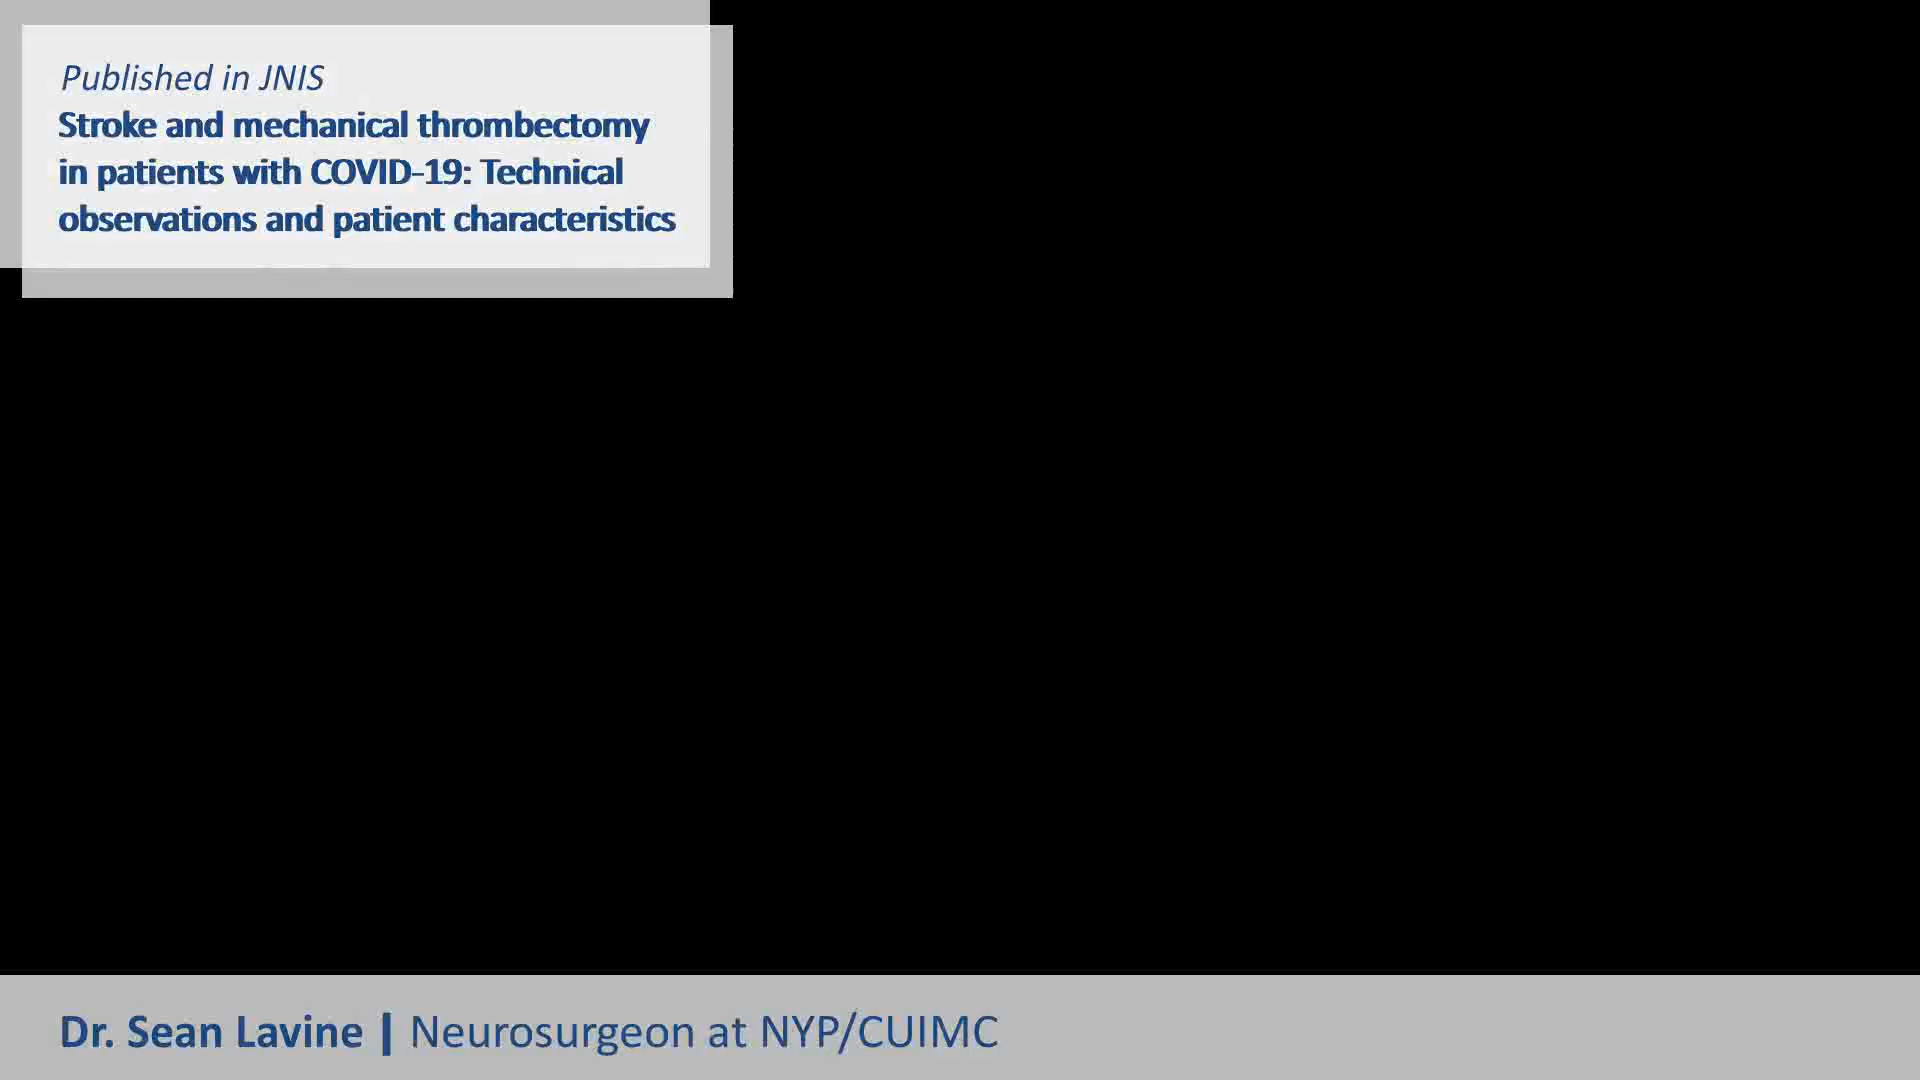 Published in JNIS
Stroke and mechanical thrombectomy
in patients with COVID-19: Technical
observations and patient characteristics
Dr. Sean Lavine | Neurosurgeon at NYP/CUIMC